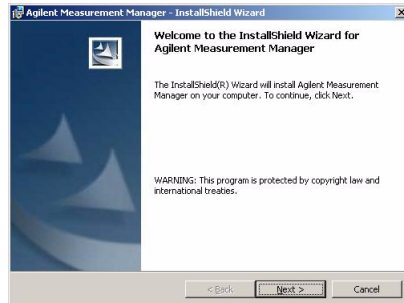 Agilent Measurement Manager - InstallShield Wizard
Welcome to the InstallShield Wizard for
Agilent Measurement Manager
The InstallShield(R) Wizard will install Agilent Measurement
Manager on your computer. To continue, click Next.
WARNING: This program is protected by copyright law and
international treaties.
< Back Next > Cancel